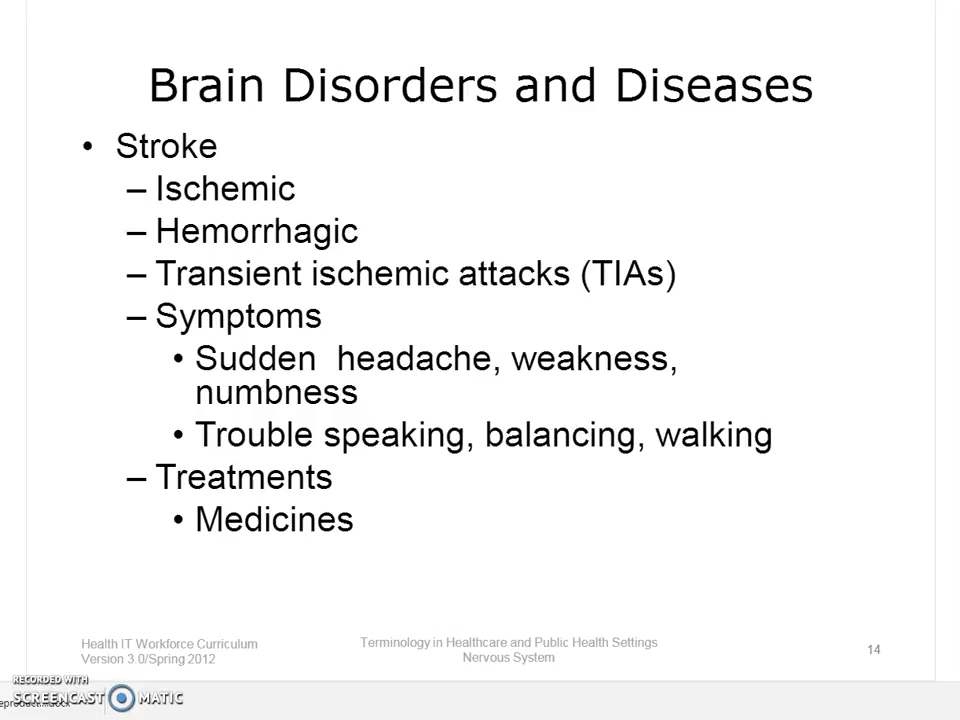 Brain Disorders and Diseases
• Stroke
– Ischemic
– Hemorrhagic
– Transient ischemic attacks (TIAs)
– Symptoms
• Sudden  headache, weakness,
numbness
• Trouble speaking, balancing, walking
– Treatments
• Medicines
Health IT Workforce Curriculum
Version 3.0/Spring 2012
Terminology in Healthcare and Public Health Settings
Nervous System
14
RECORDED WITH
SCREENCAST MATIC